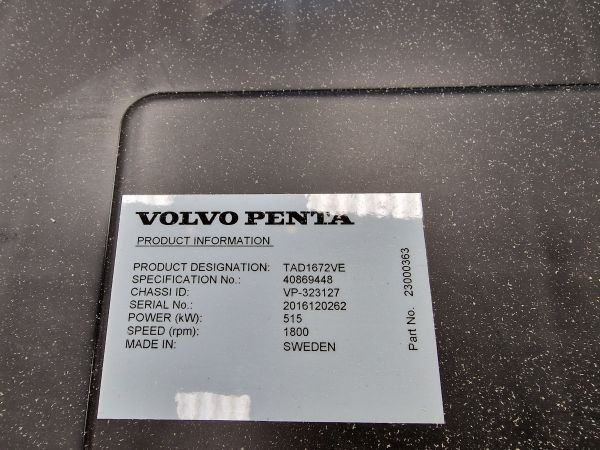 VOLVO PENTA
PRODUCT INFORMATION
PRODUCT DESIGNATION: TAD1672VE
SPECIFICATION No.: 40869448
CHASSI ID: VP-323127
SERIAL No.: 2016120262
POWER (kW): 515
SPEED (rpm): 1800
MADE IN: SWEDEN
Part No. 23000363